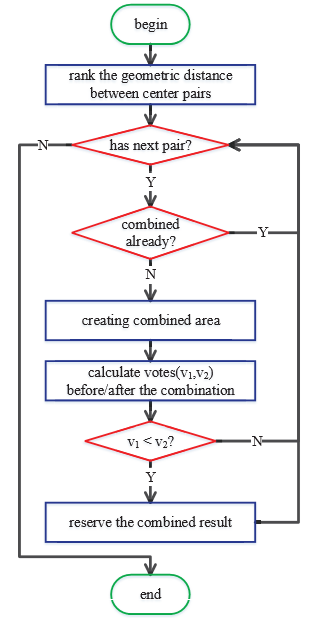 begin
rank the geometric distance
between center pairs
has next pair?
N
Y
combined
already?
Y
N
creating combined area
calculate votes(v₁,v₂)
before/after the combination
v₁ < v₂?
N
Y
reserve the combined result
end